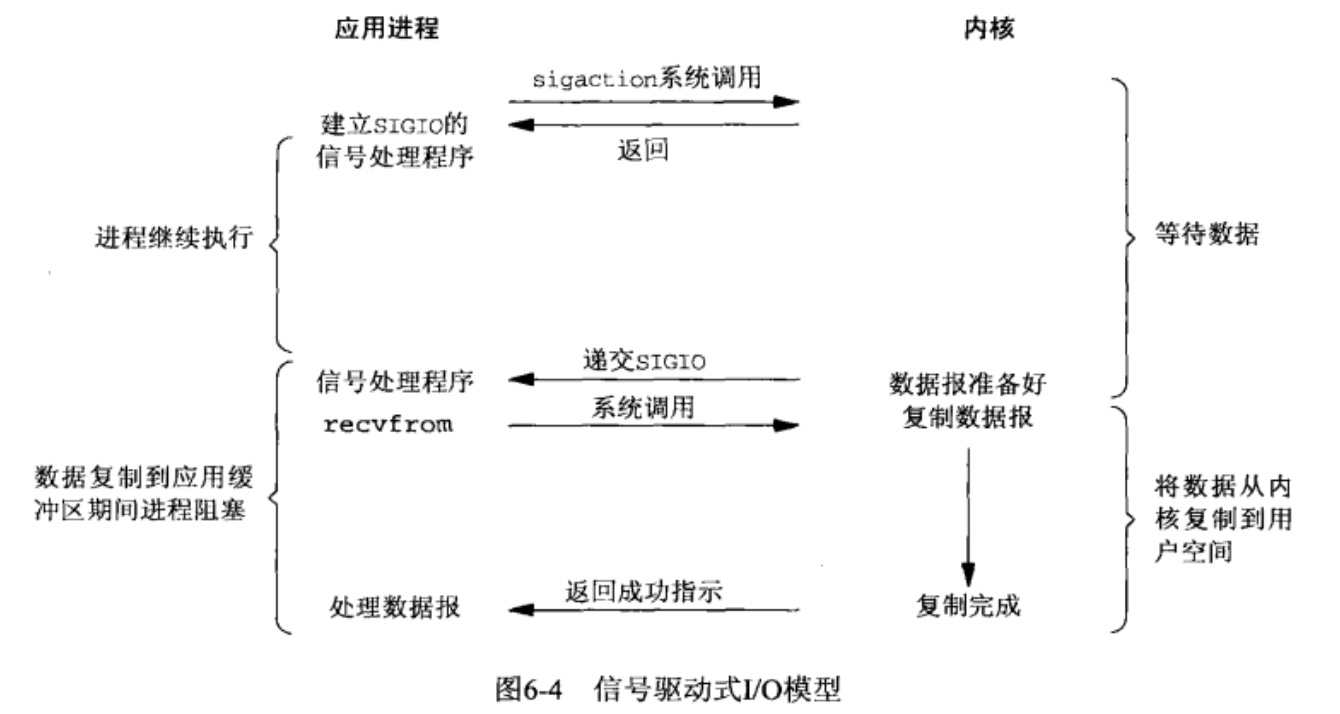 应用进程
内核
sigaction系统调用
建立SIGIO的
信号处理程序
返回
进程继续执行
等待数据
递交SIGIO
信号处理程序
数据报准备好
系统调用
recvfrom
复制数据报
数据复制到应用缓
冲区期间进程阻塞
将数据从内
核复制到用
户空间
返回成功指示
处理数据报
复制完成
图6-4 信号驱动式I/O模型